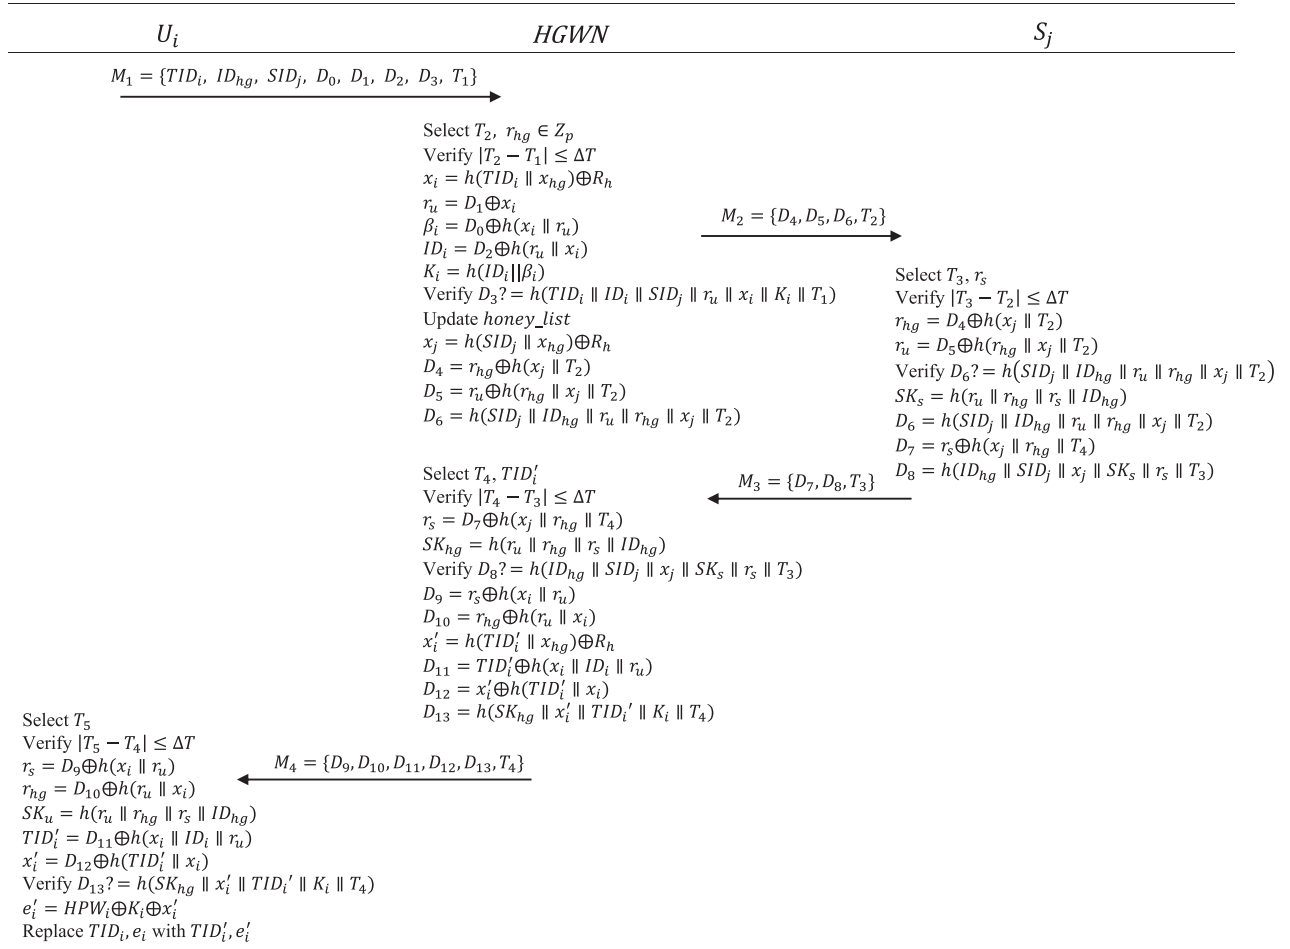 U_i HGWN S_j
M_1 = {TID_i, ID_hg, SID_j, D_0, D_1, D_2, D_3, T_1}
Select T_2, r_hg ∈ Z_p
Verify |T_2 − T_1| ≤ ΔT
x_i = h(TID_i ∥ x_hg)⊕R_h
r_u = D_1⊕x_i
β_i = D_0⊕h(x_i ∥ r_u)
ID_i = D_2⊕h(r_u ∥ x_i)
K_i = h(ID_i||β_i)
Verify D_3? = h(TID_i ∥ ID_i ∥ SID_j ∥ r_u ∥ x_i ∥ K_i ∥ T_1)
Update honey_list
x_j = h(SID_j ∥ x_hg)⊕R_h
D_4 = r_hg⊕h(x_j ∥ T_2)
D_5 = r_u⊕h(r_hg ∥ x_j ∥ T_2)
D_6 = h(SID_j ∥ ID_hg ∥ r_u ∥ r_hg ∥ x_j ∥ T_2)
M_2 = {D_4, D_5, D_6, T_2}
Select T_3, r_s
Verify |T_3 − T_2| ≤ ΔT
r_hg = D_4⊕h(x_j ∥ T_2)
r_u = D_5⊕h(r_hg ∥ x_j ∥ T_2)
Verify D_6? = h(SID_j ∥ ID_hg ∥ r_u ∥ r_hg ∥ x_j ∥ T_2)
SK_s = h(r_u ∥ r_hg ∥ r_s ∥ ID_hg)
D_6 = h(SID_j ∥ ID_hg ∥ r_u ∥ r_hg ∥ x_j ∥ T_2)
D_7 = r_s⊕h(x_j ∥ r_hg ∥ T_4)
D_8 = h(ID_hg ∥ SID_j ∥ x_j ∥ SK_s ∥ r_s ∥ T_3)
M_3 = {D_7, D_8, T_3}
Select T_4, TID_i′
Verify |T_4 − T_3| ≤ ΔT
r_s = D_7⊕h(x_j ∥ r_hg ∥ T_4)
SK_hg = h(r_u ∥ r_hg ∥ r_s ∥ ID_hg)
Verify D_8? = h(ID_hg ∥ SID_j ∥ x_j ∥ SK_s ∥ r_s ∥ T_3)
D_9 = r_s⊕h(x_i ∥ r_u)
D_10 = r_hg⊕h(r_u ∥ x_i)
x_i′ = h(TID_i′ ∥ x_hg)⊕R_h
D_11 = TID_i′⊕h(x_i ∥ ID_i ∥ r_u)
D_12 = x_i′⊕h(TID_i′ ∥ x_i)
D_13 = h(SK_hg ∥ x_i′ ∥ TID_i′ ∥ K_i ∥ T_4)
M_4 = {D_9, D_10, D_11, D_12, D_13, T_4}
Select T_5
Verify |T_5 − T_4| ≤ ΔT
r_s = D_9⊕h(x_i ∥ r_u)
r_hg = D_10⊕h(r_u ∥ x_i)
SK_u = h(r_u ∥ r_hg ∥ r_s ∥ ID_hg)
TID_i′ = D_11⊕h(x_i ∥ ID_i ∥ r_u)
x_i′ = D_12⊕h(TID_i′ ∥ x_i)
Verify D_13? = h(SK_hg ∥ x_i′ ∥ TID_i′ ∥ K_i ∥ T_4)
e_i′ = HPW_i⊕K_i⊕x_i′
Replace TID_i, e_i with TID_i′, e_i′